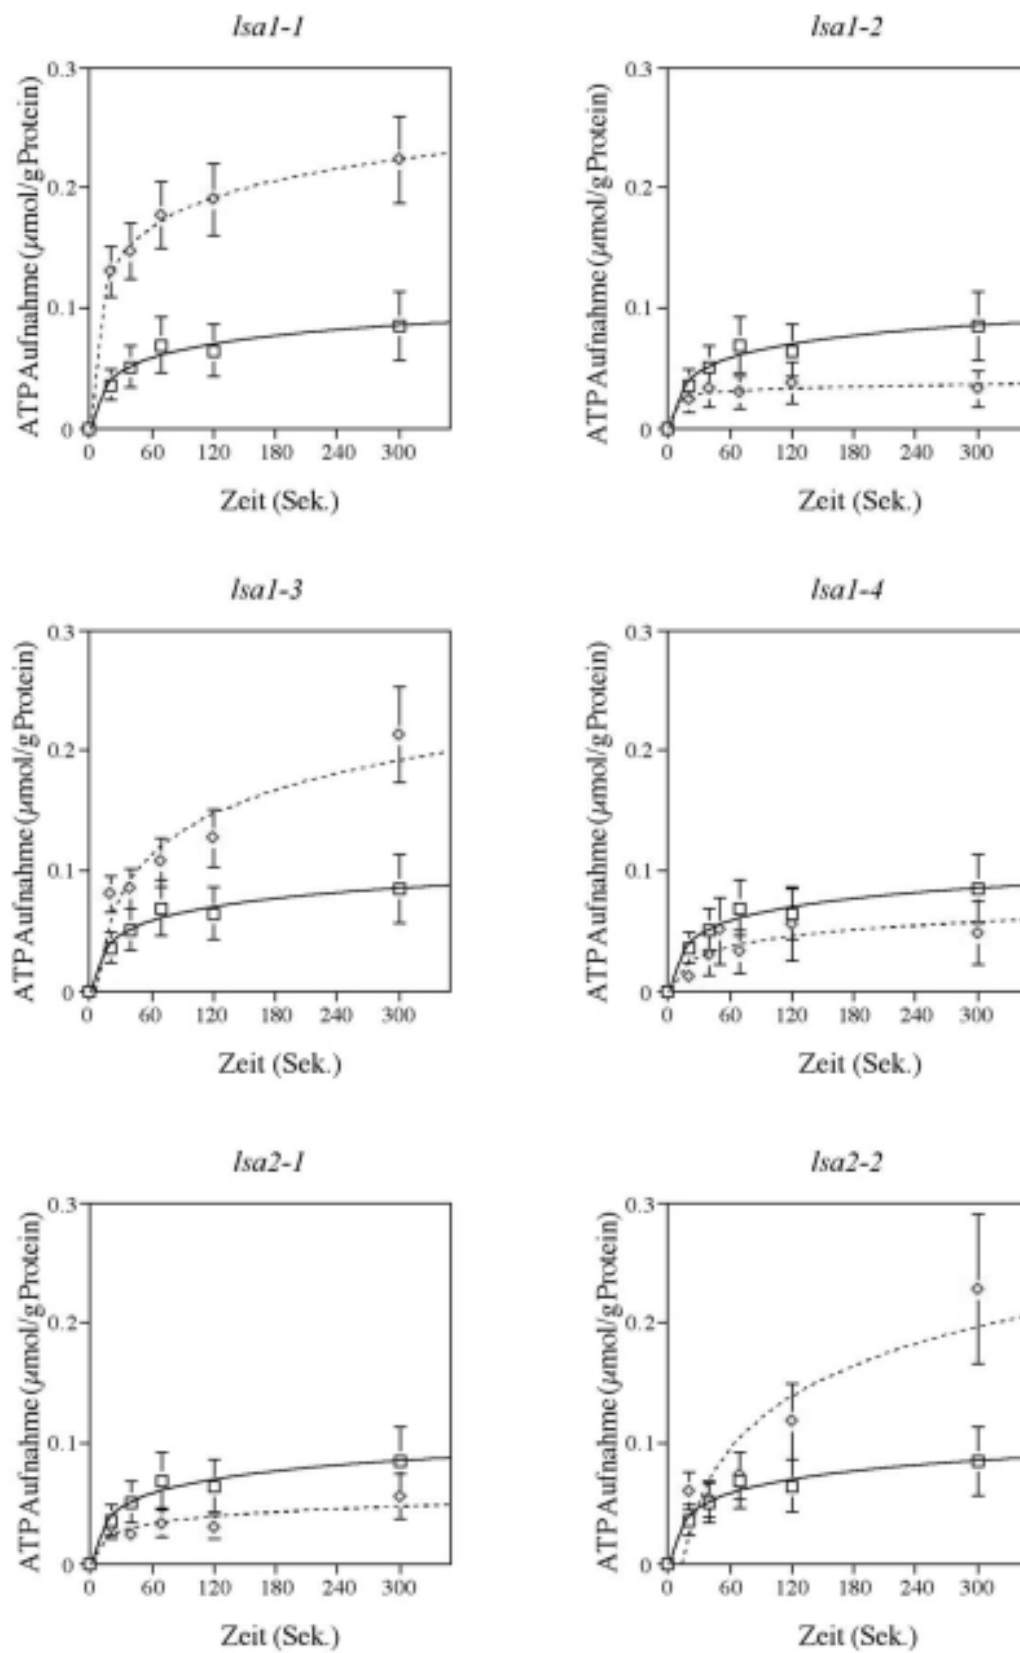 lsa1-1
lsa1-2
ATP Aufnahme (µmol/g Protein)
0.3
0.2
0.1
0
0 60 120 180 240 300
Zeit (Sek.)
ATP Aufnahme (µmol/g Protein)
0.3
0.2
0.1
0
0 60 120 180 240 300
Zeit (Sek.)
lsa1-3
lsa1-4
ATP Aufnahme (µmol/g Protein)
0.3
0.2
0.1
0
0 60 120 180 240 300
Zeit (Sek.)
ATP Aufnahme (µmol/g Protein)
0.3
0.2
0.1
0
0 60 120 180 240 300
Zeit (Sek.)
lsa2-1
lsa2-2
ATP Aufnahme (µmol/g Protein)
0.3
0.2
0.1
0
0 60 120 180 240 300
Zeit (Sek.)
ATP Aufnahme (µmol/g Protein)
0.3
0.2
0.1
0
0 60 120 180 240 300
Zeit (Sek.)